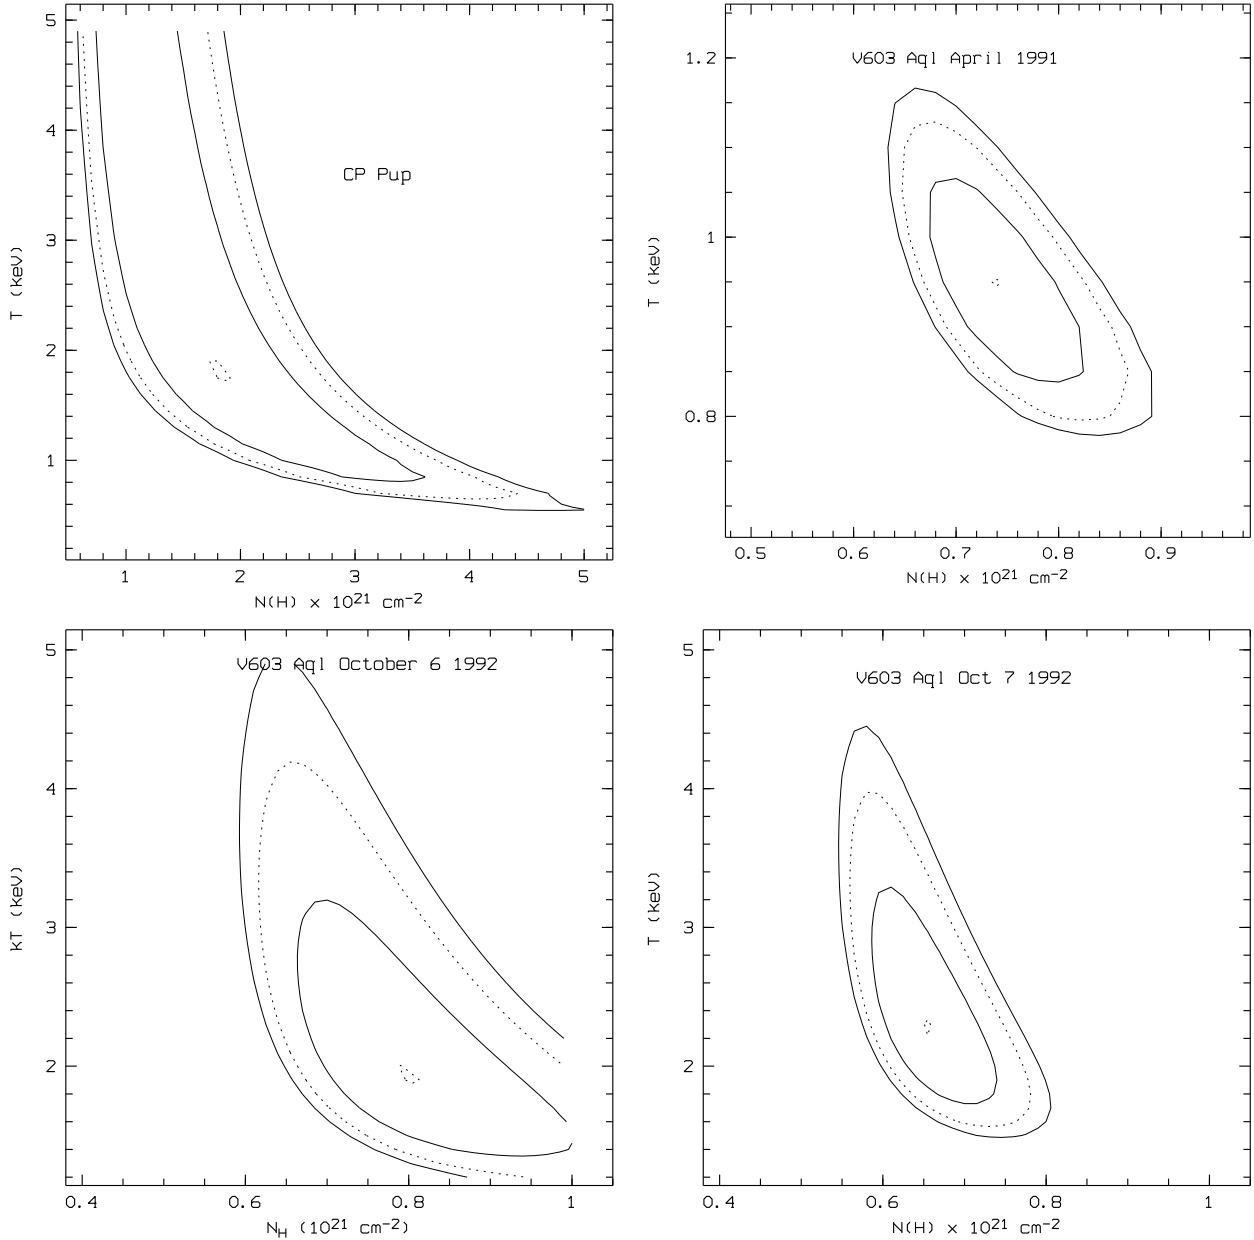 5
4
3
2
1
T (keV)
CP Pup
1 2 3 4 5
N(H) × 10²¹ cm⁻²
1.2
1
0.8
T (keV)
V603 Aql April 1991
0.5 0.6 0.7 0.8 0.9
N(H) × 10²¹ cm⁻²
5
4
3
2
kT (keV)
V603 Aql October 6 1992
0.4 0.6 0.8 1
N_H (10²¹ cm⁻²)
5
4
3
2
T (keV)
V603 Aql Oct 7 1992
0.4 0.6 0.8 1
N(H) × 10²¹ cm⁻²